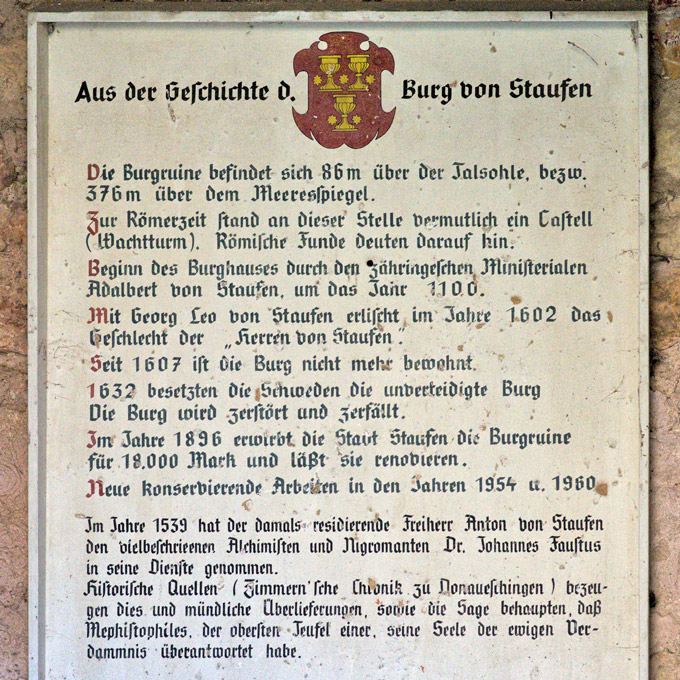 Aus der Geschichte d. Burg von Staufen
Die Burgruine befindet sich 86 m über der Talsohle, bezw.
376 m über dem Meeresspiegel.
Zur Römerzeit stand an dieser Stelle vermutlich ein Castell
(Wachtturm). Römische Funde deuten darauf hin.
Beginn des Burghauses durch den zähringeschen Ministerialen
Adalbert von Staufen, um das Jahr 1100.
Mit Georg Leo von Staufen erlischt im Jahre 1602 das
Geschlecht der „Herren von Staufen".
Seit 1607 ist die Burg nicht mehr bewohnt.
1632 besetzten die Schweden die unverteidigte Burg
Die Burg wird zerstört und zerfällt.
Im Jahre 1896 erwirbt die Stadt Staufen die Burgruine
für 18.000 Mark und läßt sie renovieren.
Neue konservierende Arbeiten in den Jahren 1954 u. 1960
Im Jahre 1539 hat der damals residierende Freiherr Anton von Staufen
den vielbeschrieenen Alchimisten und Nigromanten Dr. Johannes Faustus
in seine Dienste genommen.
Historische Quellen (Zimmern'sche Chronik zu Donaueschingen) bezeu-
gen dies und mündliche Überlieferungen, sowie die Sage behaupten, daß
Mephistophiles, der obersten Teufel einer, seine Seele der ewigen Ver-
dammnis überantwortet habe.